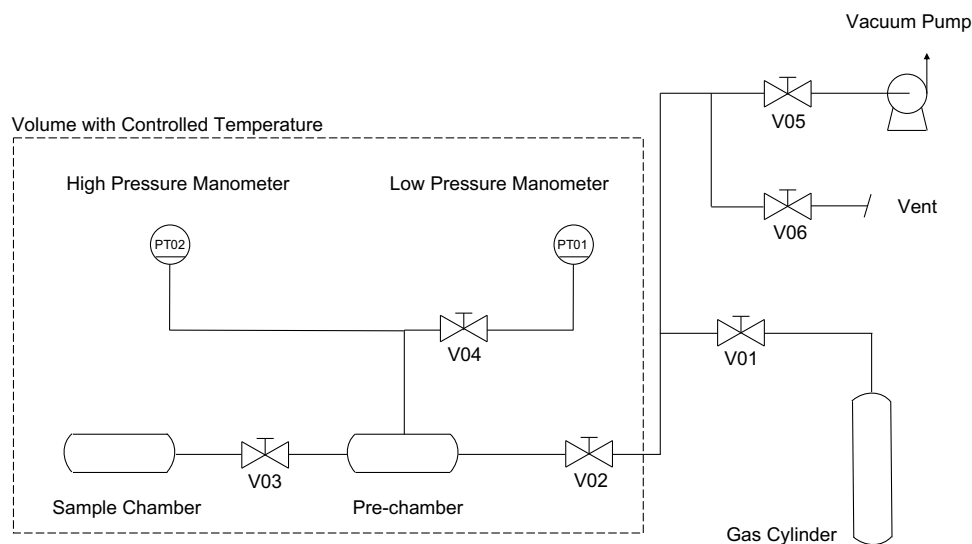 Vacuum Pump
V05
Volume with Controlled Temperature
High Pressure Manometer
Low Pressure Manometer
Vent
V06
PT02
PT01
V04
V01
V03
V02
Sample Chamber
Pre-chamber
Gas Cylinder